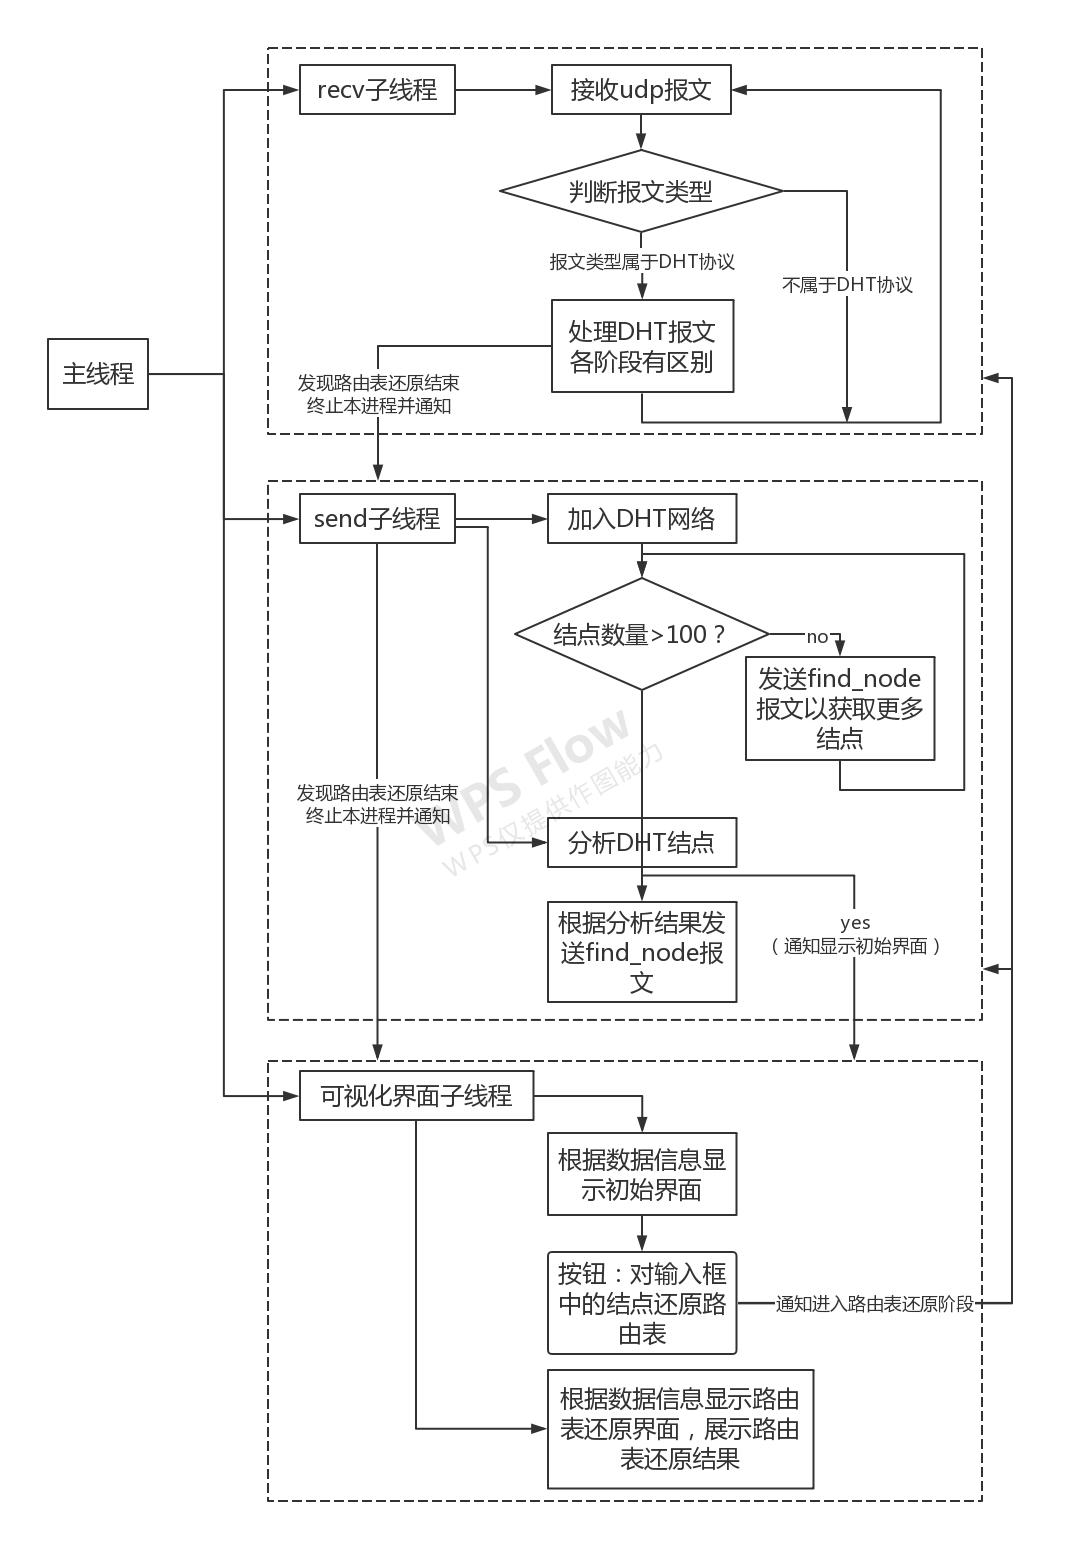 recv子线程
接收udp报文
判断报文类型
报文类型属于DHT协议
不属于DHT协议
处理DHT报文
各阶段有区别
主线程
发现路由表还原结束
终止本进程并通知
send子线程
加入DHT网络
结点数量>100？
no
发送find_node
报文以获取更多
结点
WPS Flow
WPS仅提供作图能力
发现路由表还原结束
终止本进程并通知
分析DHT结点
根据分析结果发
送find_node报
文
yes
（通知显示初始界面）
可视化界面子线程
根据数据信息显
示初始界面
按钮：对输入框
中的结点还原路
由表
通知进入路由表还原阶段
根据数据信息显示路由
表还原界面，展示路由
表还原结果